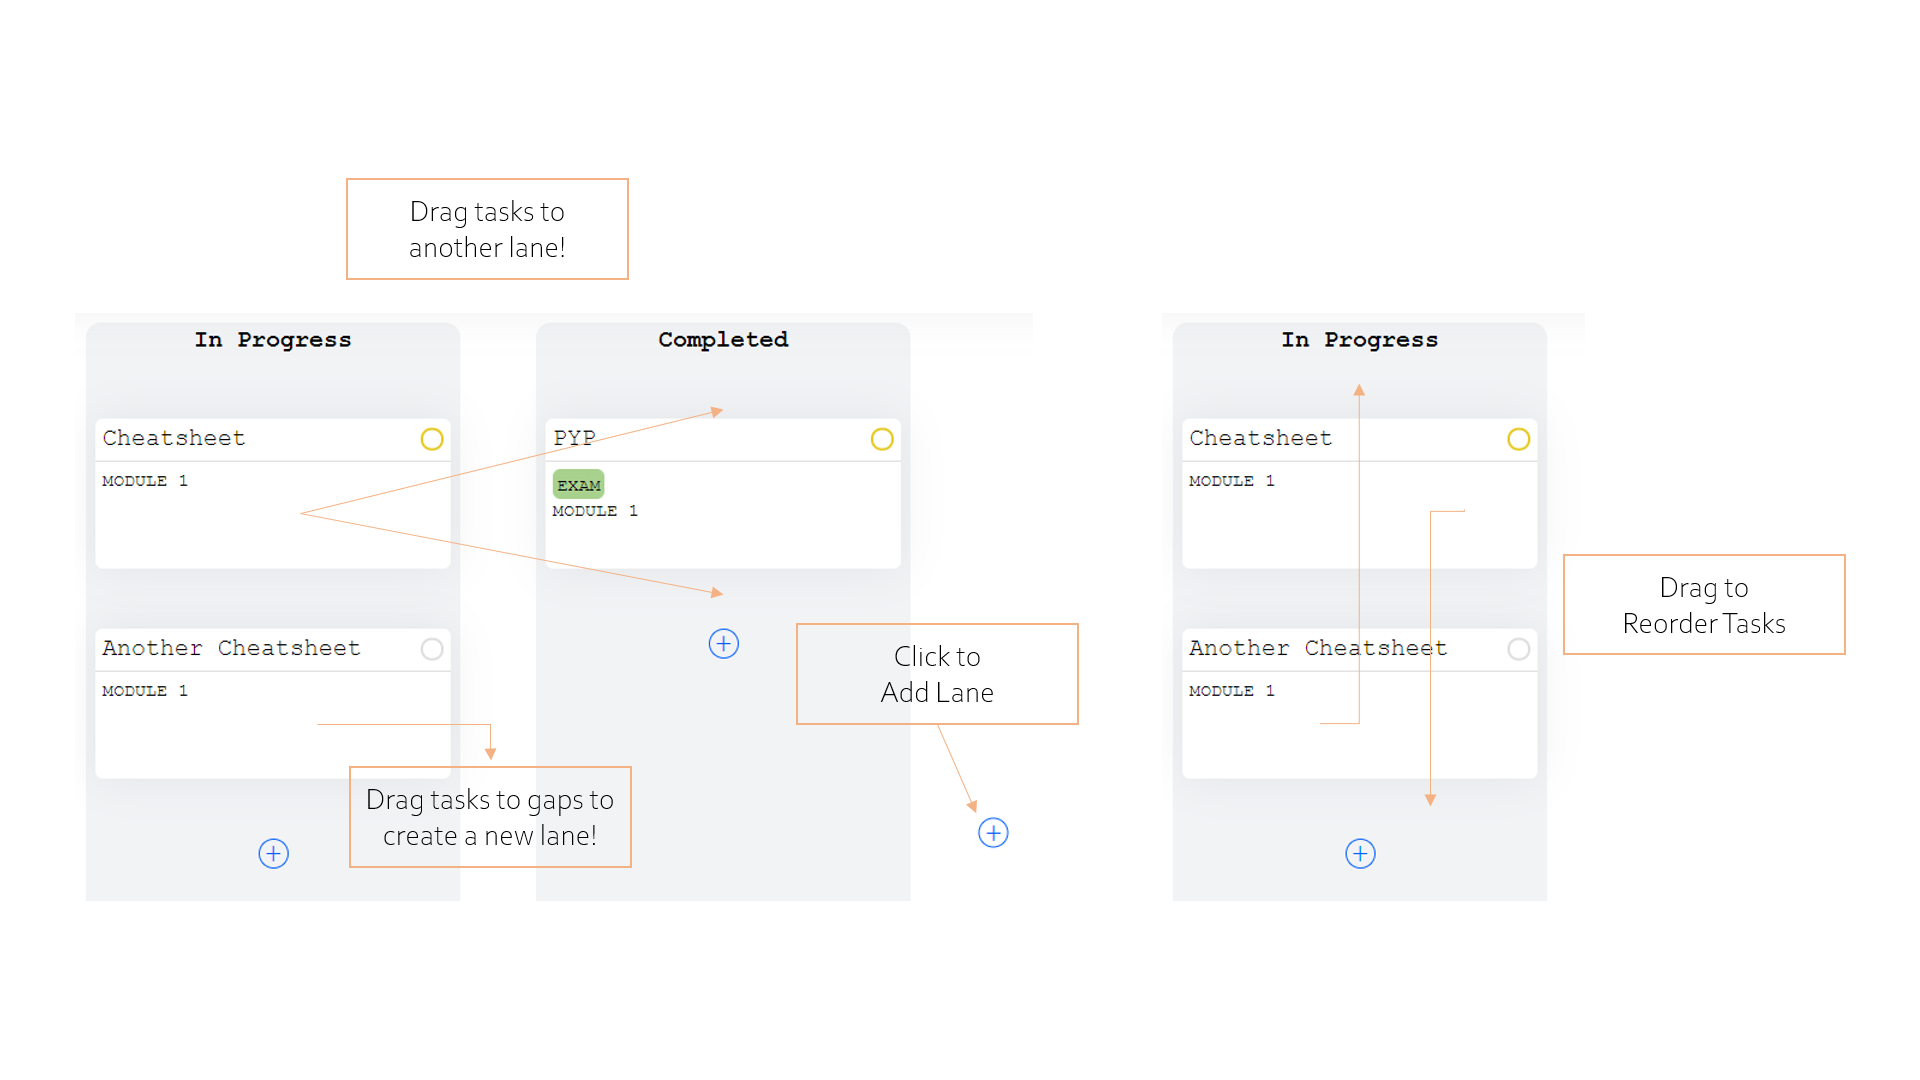 Drag tasks to
another lane!
In Progress
Cheatsheet
MODULE 1
Another Cheatsheet
MODULE 1
Drag tasks to gaps to
create a new lane!
Completed
PYP
EXAM
MODULE 1
Click to
Add Lane
In Progress
Cheatsheet
MODULE 1
Another Cheatsheet
MODULE 1
Drag to
Reorder Tasks